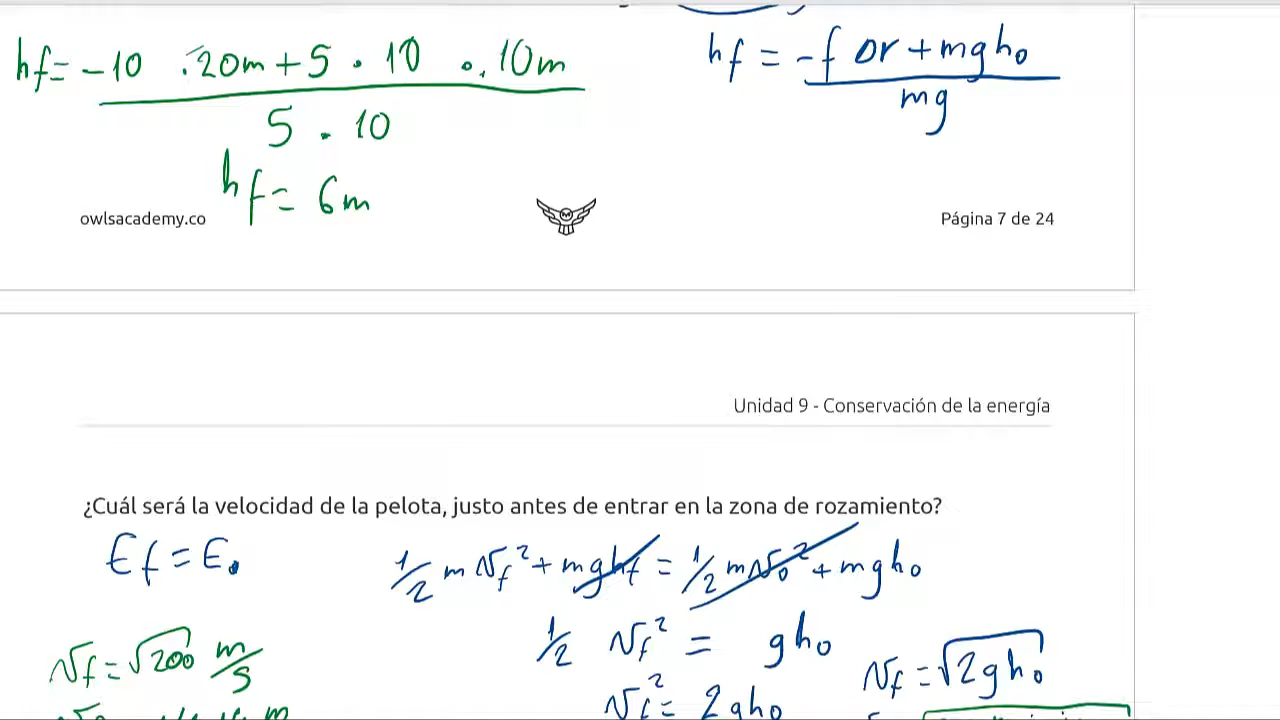 hf = -10 · 20m + 5 · 10 · 10m
5 · 10
hf = 6m
hf = -f Δr + mgh₀
mg
owlsacademy.co
Página 7 de 24
Unidad 9 - Conservación de la energía
¿Cuál será la velocidad de la pelota, justo antes de entrar en la zona de rozamiento?
Ef = E₀
1/2 m vf² + mghf = 1/2 m v₀² + mgh₀
1/2 vf² = gh₀
vf = √200 m/s
vf² = 2gh₀
vf = √2gh₀